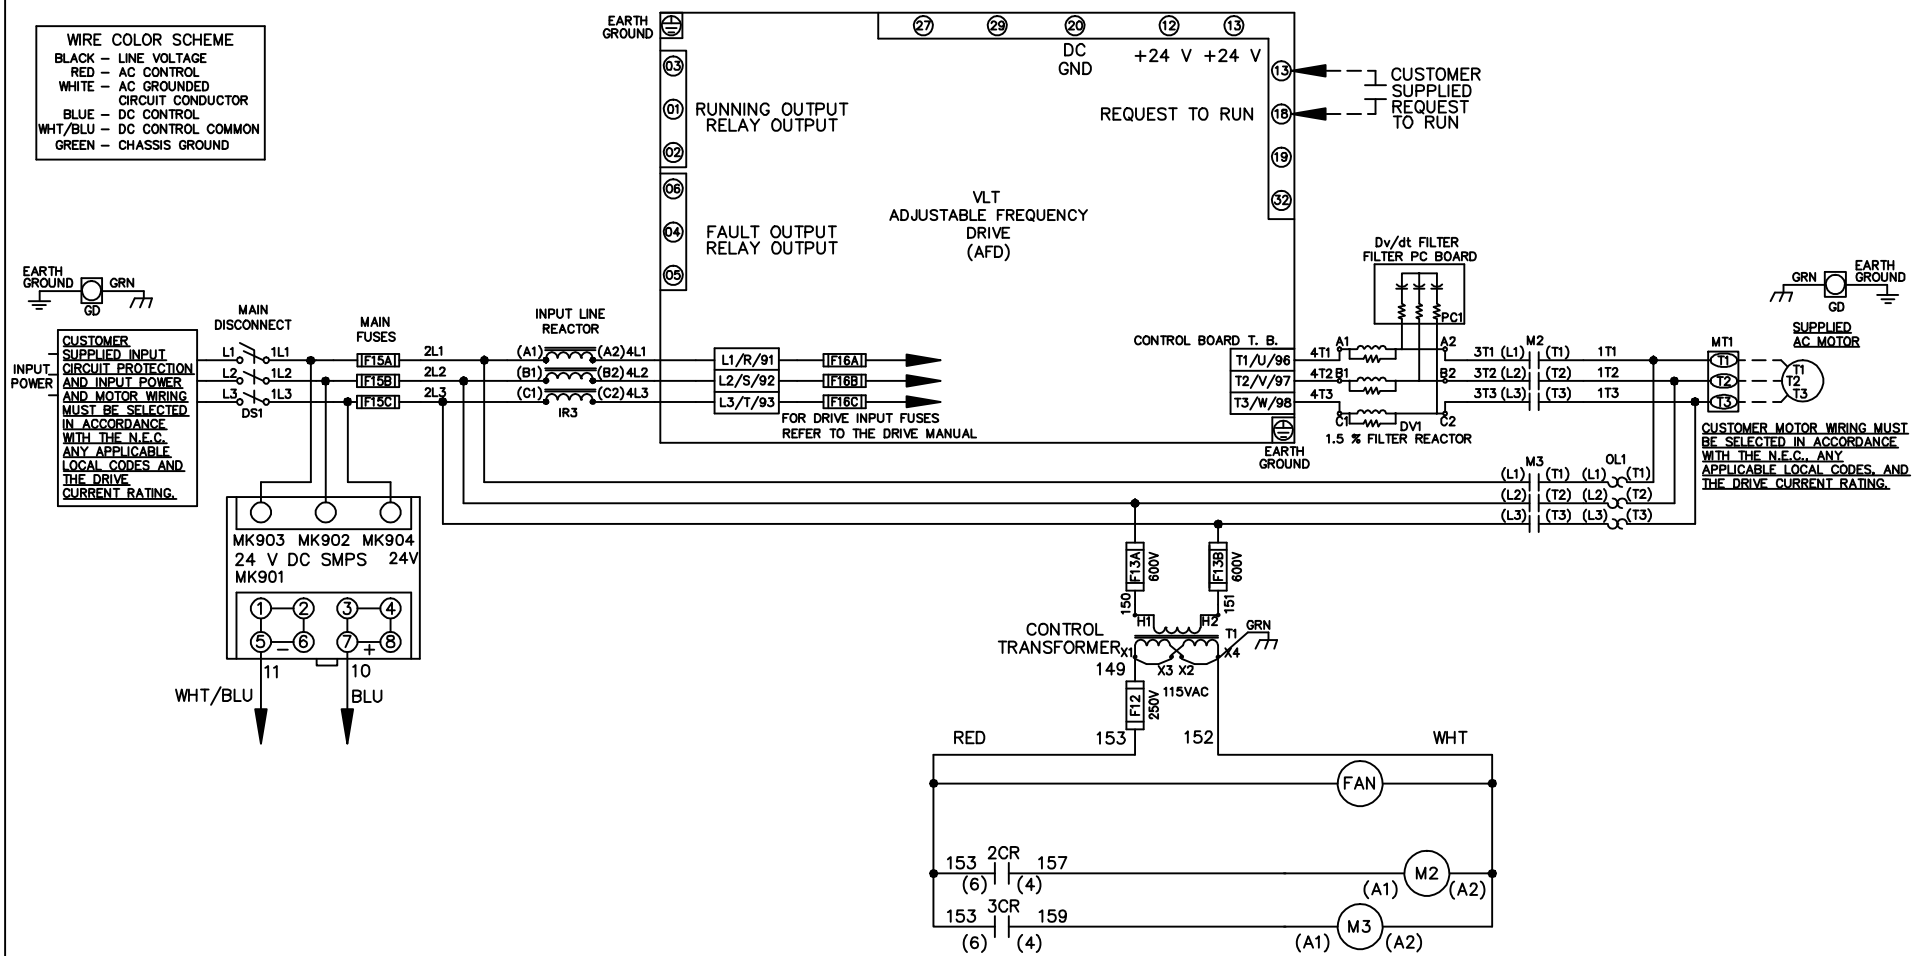 WIRE COLOR SCHEME
BLACK – LINE VOLTAGE
RED – AC CONTROL
WHITE – AC GROUNDED
CIRCUIT CONDUCTOR
BLUE – DC CONTROL
WHT/BLU – DC CONTROL COMMON
GREEN – CHASSIS GROUND
EARTH
GROUND
03
01
02
RUNNING OUTPUT
RELAY OUTPUT
06
04
05
FAULT OUTPUT
RELAY OUTPUT
27
29
20
12
13
DC
GND
+24 V
+24 V
13
18
19
32
REQUEST TO RUN
CUSTOMER
SUPPLIED
REQUEST
TO RUN
VLT
ADJUSTABLE FREQUENCY
DRIVE
(AFD)
EARTH
GROUND
GRN
GD
INPUT
POWER
CUSTOMER
SUPPLIED INPUT
CIRCUIT PROTECTION
AND INPUT POWER
AND MOTOR WIRING
MUST BE SELECTED
IN ACCORDANCE
WITH THE N.E.C.
ANY APPLICABLE
LOCAL CODES AND
THE DRIVE
CURRENT RATING.
MAIN
DISCONNECT
L1
1L1
L2
1L2
L3
1L3
DS1
MAIN
FUSES
F15A
F15B
F15C
2L1
2L2
2L3
INPUT LINE
REACTOR
(A1)
(A2)
4L1
(B1)
(B2)
4L2
(C1)
(C2)
4L3
IR3
L1/R/91
L2/S/92
L3/T/93
F16A
F16B
F16C
FOR DRIVE INPUT FUSES
REFER TO THE DRIVE MANUAL
CONTROL BOARD T. B.
T1/U/96
T2/V/97
T3/W/98
EARTH
GROUND
4T1
4T2
4T3
A1
B1
C1
A2
B2
C2
Dv/dt FILTER
FILTER PC BOARD
PC1
DV1
1.5 % FILTER REACTOR
M2
3T1 (L1) (T1) 1T1
3T2 (L2) (T2) 1T2
3T3 (L3) (T3) 1T3
MT1
T1
T2
T3
T1
T2
T3
GRN
GD
EARTH
GROUND
SUPPLIED
AC MOTOR
CUSTOMER MOTOR WIRING MUST
BE SELECTED IN ACCORDANCE
WITH THE N.E.C., ANY
APPLICABLE LOCAL CODES, AND
THE DRIVE CURRENT RATING.
M3
OL1
(L1) (T1) (L1) (T1)
(L2) (T2) (L2) (T2)
(L3) (T3) (L3) (T3)
MK903
MK902
MK904
24 V DC SMPS
24V
MK901
1
2
3
4
5
–
6
7
+
8
11
10
WHT/BLU
BLU
F13A
600V
F13B
600V
150
151
H1
H2
CONTROL
TRANSFORMER
T1
GRN
X1
X3
X2
X4
149
115VAC
F12
250V
RED
153
152
WHT
FAN
153
2CR
157
(6)
(4)
(A1)
M2
(A2)
153
3CR
159
(6)
(4)
(A1)
M3
(A2)